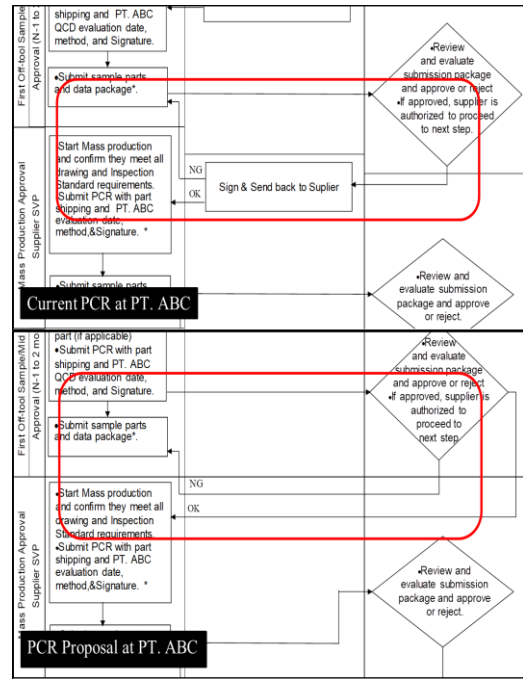 First Off-tool Sample
Approval (N-1 to
shipping and PT. ABC
QCD evaluation date,
method, and Signature.
•Submit sample parts
and data package*.
•Review
and evaluate
submission package
and approve or reject
•If approved, supplier is
authorized to proceed
to next step.
Mass Production Approval
Supplier SVP
Start Mass production
and confirm they meet all
drawing and Inspection
Standard requirements.
Submit PCR with part
shipping and PT. ABC
evaluation date,
method,&Signature. *
NG
OK
Sign & Send back to Suplier
•Submit sample parts
•Review and
evaluate submission
package and approve
or reject.
Current PCR at PT. ABC
First Off-tool Sample/Mid
Approval (N-1 to 2 mo
part (if applicable)
•Submit PCR with part
shipping and PT. ABC
QCD evaluation date,
method, and Signature.
•Submit sample parts
and data package*.
•Review
and evaluate
submission package
and approve or reject
•If approved, supplier is
authorized to
proceed to
next step
NG
OK
Mass Production Approval
Supplier SVP
•Start Mass production
and confirm they meet all
drawing and Inspection
Standard requirements.
•Submit PCR with part
shipping and PT. ABC
evaluation date,
method,&Signature. *
•Review and
evaluate submission
package and approve
or reject.
PCR Proposal at PT. ABC